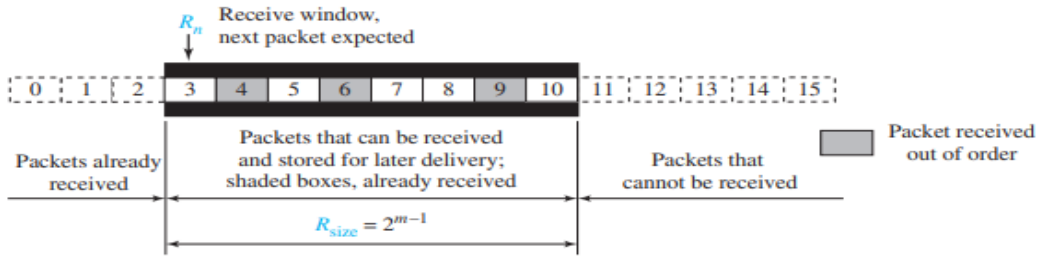 Rn Receive window,
next packet expected
0 1 2 3 4 5 6 7 8 9 10 11 12 13 14 15
Packets already
received
Packets that can be received
and stored for later delivery;
shaded boxes, already received
Packets that
cannot be received
Packet received
out of order
Rsize = 2^{m−1}